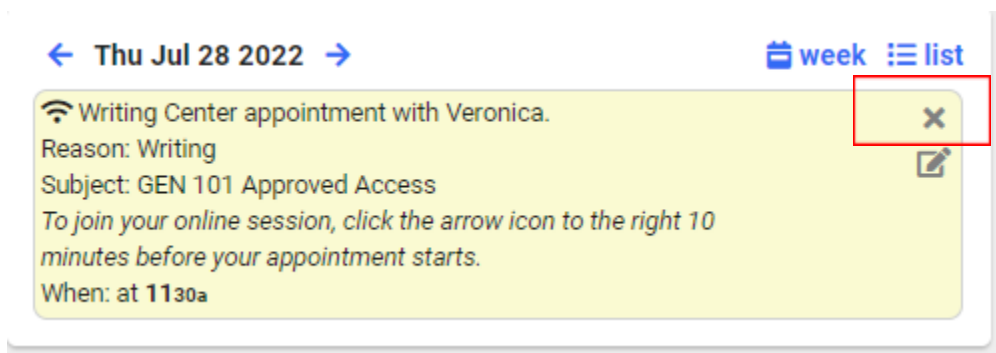 Thu Jul 28 2022 week list
Writing Center appointment with Veronica.
Reason: Writing
Subject: GEN 101 Approved Access
To join your online session, click the arrow icon to the right 10
minutes before your appointment starts.
When: at 1130a